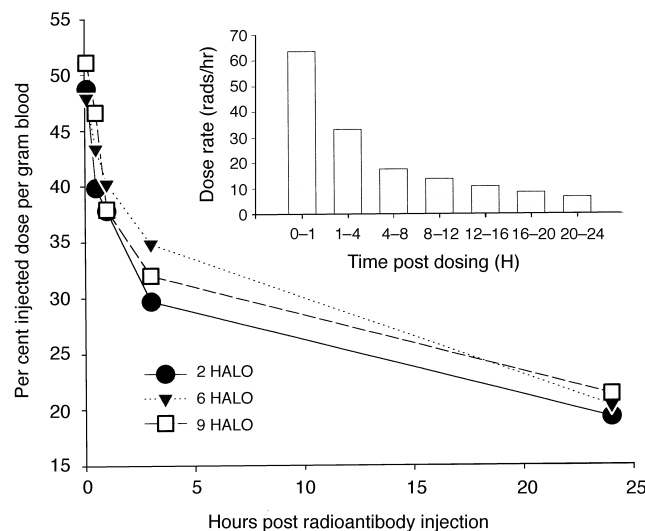 55
50
45
40
35
30
25
20
15
Per cent injected dose per gram blood
0
5
10
15
20
25
Hours post radioantibody injection
2 HALO
6 HALO
9 HALO
70
60
50
40
30
20
10
0
Dose rate (rads/hr)
0–1 1–4 4–8 8–12 12–16 16–20 20–24
Time post dosing (H)